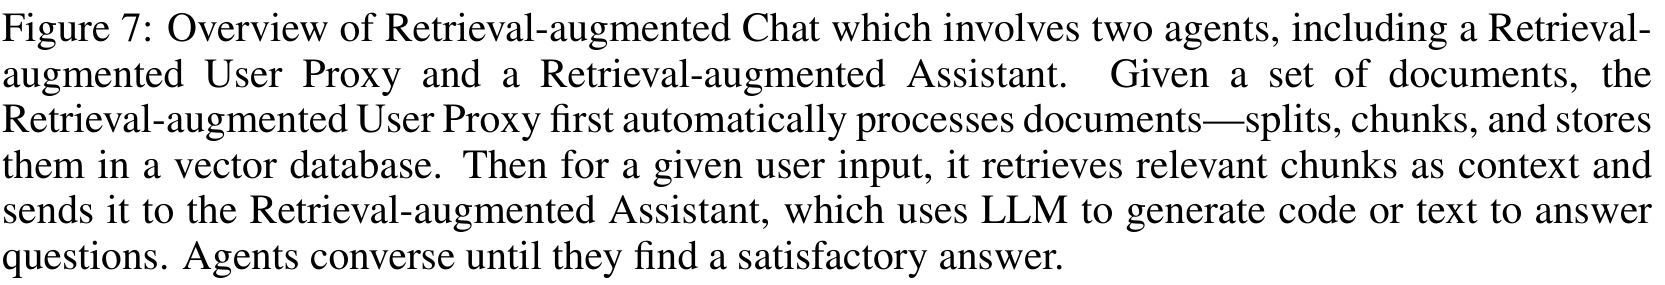 Figure 7: Overview of Retrieval-augmented Chat which involves two agents, including a Retrieval-
augmented User Proxy and a Retrieval-augmented Assistant. Given a set of documents, the
Retrieval-augmented User Proxy first automatically processes documents—splits, chunks, and stores
them in a vector database. Then for a given user input, it retrieves relevant chunks as context and
sends it to the Retrieval-augmented Assistant, which uses LLM to generate code or text to answer
questions. Agents converse until they find a satisfactory answer.